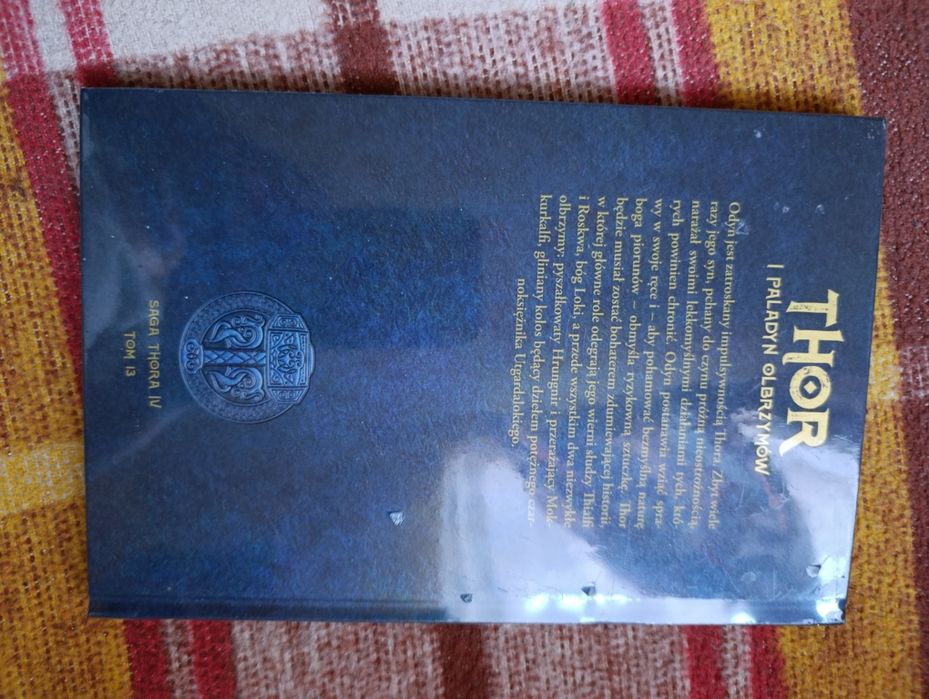 THOR
I PALADYN OLBRZYMÓW
Odyn jest zatroskany impulsywnością Thora. Zbyt wiele
razy jego syn, pchany do czynu próżną nieostrożnością,
narażał swoimi lekkomyślnymi działaniami tych, któ-
rych powinien chronić. Odyn postanawia wziąć spra-
wy w swoje ręce i – aby pohamować bezmyślną naturę
boga piorunów – obmyśla ryzykowną sztuczkę. Thor
będzie musiał zostać bohaterem zdumiewającej historii,
w której główne role odegrają jego wierni słudzy Thialfi
i Roskwa, bóg Loki, a przede wszystkim dwa niezwykłe
olbrzymy: pyszałkowaty Hrungnir i przerażający Mok-
kurkalfi, gliniany kolos będący dziełem potężnego czar-
noksiężnika Utgardalokego.
SAGA THORA IV
TOM 13